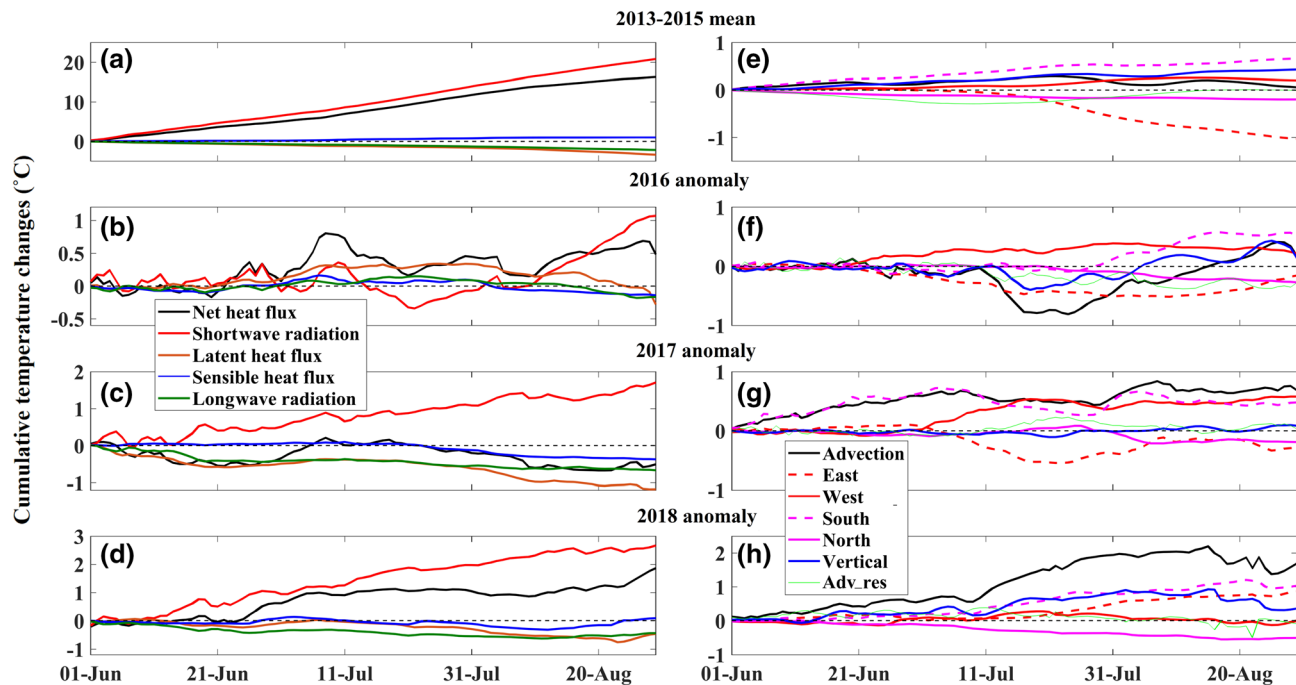 2013-2015 mean
(a)
20
10
0
(e)
1
0
-1
Cumulative temperature changes (˚C)
2016 anomaly
(b)
1
0.5
0
-0.5
(f)
1
0
-1
Net heat flux
Shortwave radiation
Latent heat flux
Sensible heat flux
Longwave radiation
2017 anomaly
(c)
2
1
0
-1
(g)
1
0
-1
Advection
East
West
South
North
Vertical
Adv_res
2018 anomaly
(d)
3
2
1
0
-1
(h)
2
1
0
-1
01-Jun 21-Jun 11-Jul 31-Jul 20-Aug
01-Jun 21-Jun 11-Jul 31-Jul 20-Aug